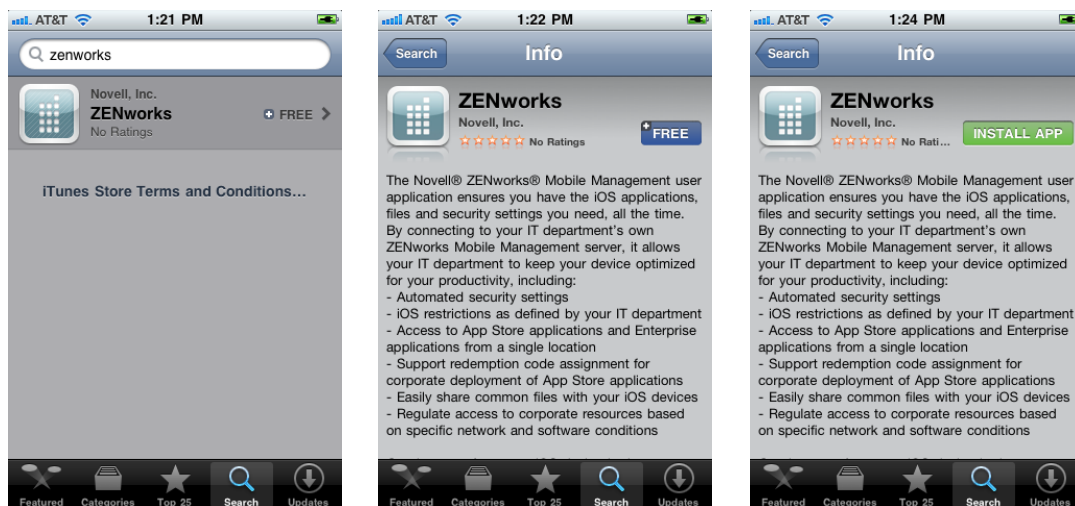 AT&T 1:21 PM
zenworks
Novell, Inc.
ZENworks
FREE
No Ratings
iTunes Store Terms and Conditions...
Featured Categories Top 25 Search Updates
AT&T 1:22 PM
Search Info
ZENworks
Novell, Inc.
No Ratings
FREE
The Novell® ZENworks® Mobile Management user
application ensures you have the iOS applications,
files and security settings you need, all the time.
By connecting to your IT department's own
ZENworks Mobile Management server, it allows
your IT department to keep your device optimized
for your productivity, including:
- Automated security settings
- iOS restrictions as defined by your IT department
- Access to App Store applications and Enterprise
applications from a single location
- Support redemption code assignment for
corporate deployment of App Store applications
- Easily share common files with your iOS devices
- Regulate access to corporate resources based
on specific network and software conditions
Featured Categories Top 25 Search Updates
AT&T 1:24 PM
Search Info
ZENworks
Novell, Inc.
No Rati...
INSTALL APP
The Novell® ZENworks® Mobile Management user
application ensures you have the iOS applications,
files and security settings you need, all the time.
By connecting to your IT department's own
ZENworks Mobile Management server, it allows
your IT department to keep your device optimized
for your productivity, including:
- Automated security settings
- iOS restrictions as defined by your IT department
- Access to App Store applications and Enterprise
applications from a single location
- Support redemption code assignment for
corporate deployment of App Store applications
- Easily share common files with your iOS devices
- Regulate access to corporate resources based
on specific network and software conditions
Featured Categories Top 25 Search Updates